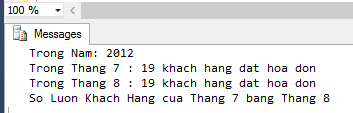 100 %
Messages
Trong Nam: 2012
Trong Thang 7 : 19 khach hang dat hoa don
Trong Thang 8 : 19 khach hang dat hoa don
So Luon Khach Hang cua Thang 7 bang Thang 8